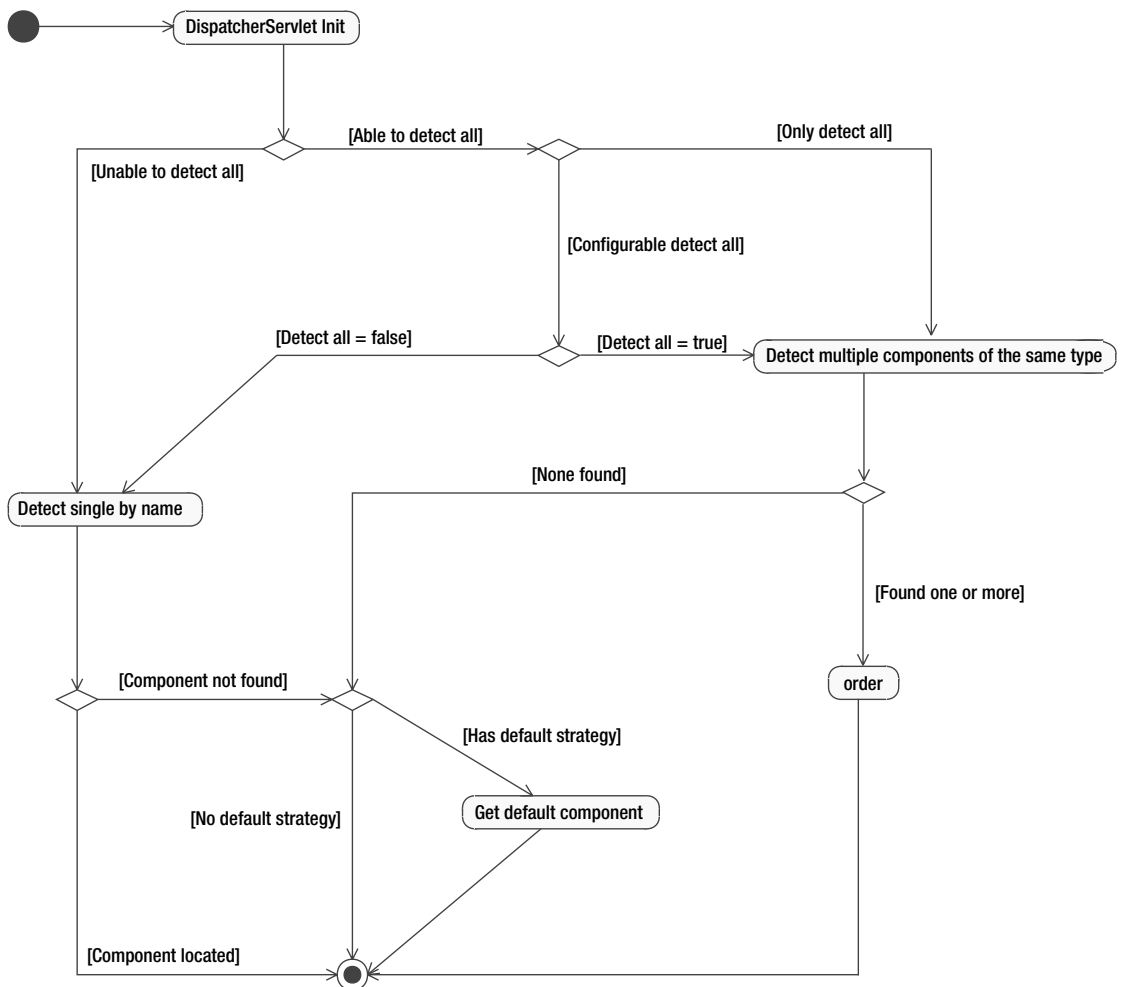 DispatcherServlet Init
[Able to detect all]
[Only detect all]
[Unable to detect all]
[Configurable detect all]
[Detect all = false]
[Detect all = true]
Detect multiple components of the same type
[None found]
Detect single by name
[Found one or more]
[Component not found]
order
[Has default strategy]
[No default strategy]
Get default component
[Component located]